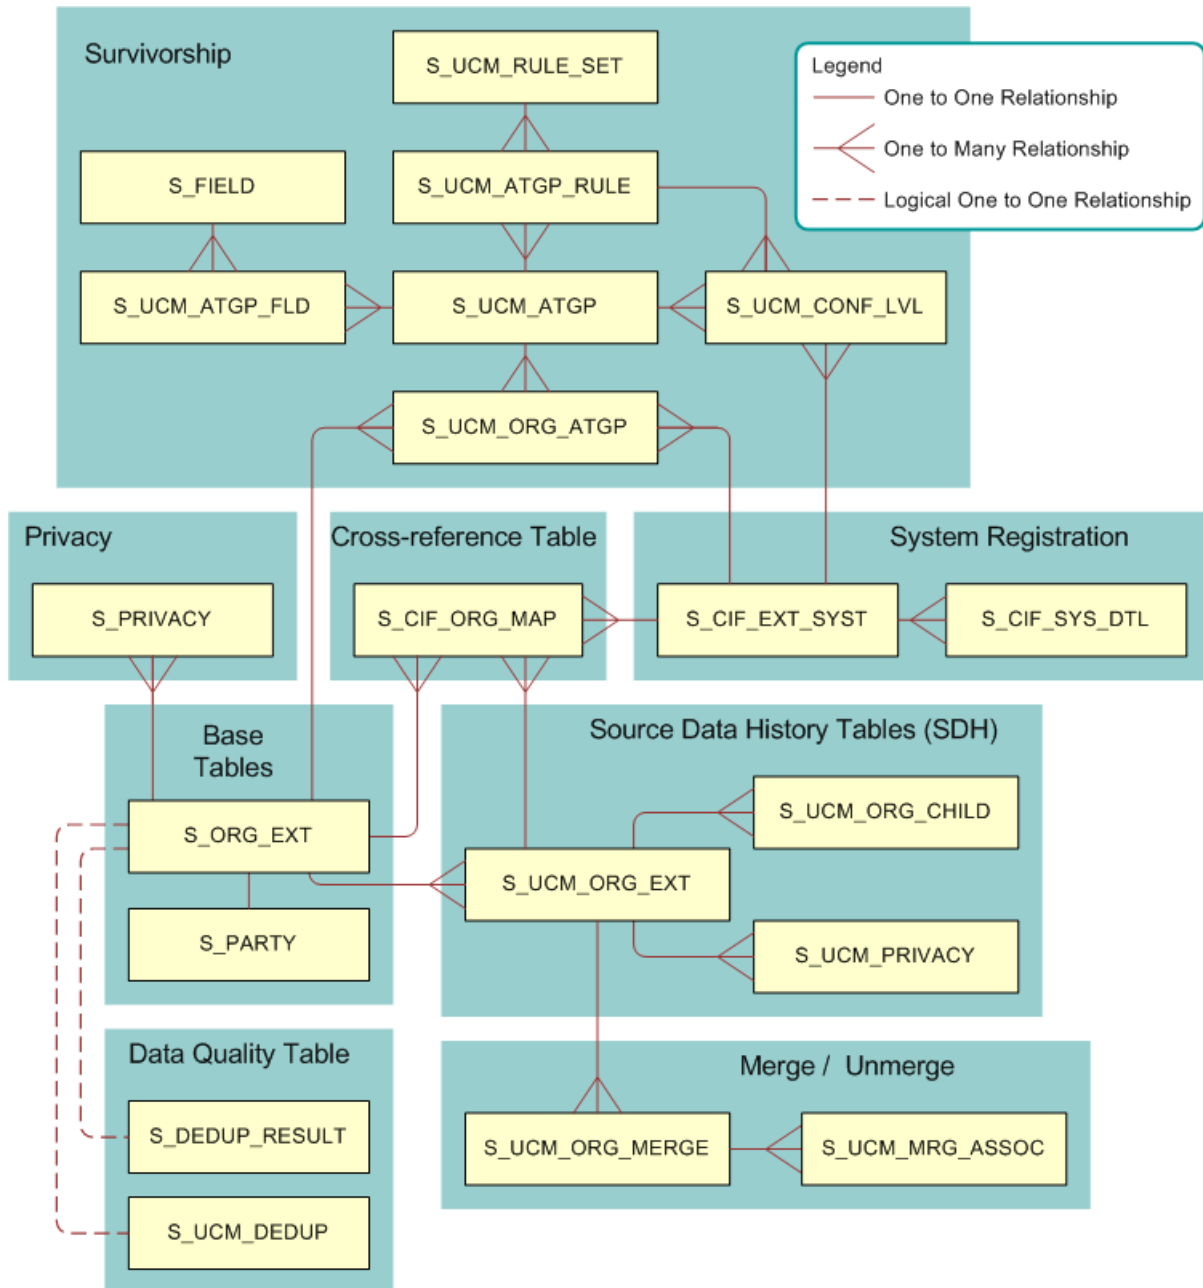 Survivorship
S_UCM_RULE_SET
Legend
One to One Relationship
One to Many Relationship
Logical One to One Relationship
S_FIELD
S_UCM_ATGP_RULE
S_UCM_ATGP_FLD
S_UCM_ATGP
S_UCM_CONF_LVL
S_UCM_ORG_ATGP
Privacy
Cross-reference Table
System Registration
S_PRIVACY
S_CIF_ORG_MAP
S_CIF_EXT_SYST
S_CIF_SYS_DTL
Base
Tables
Source Data History Tables (SDH)
S_ORG_EXT
S_UCM_ORG_CHILD
S_UCM_ORG_EXT
S_PARTY
S_UCM_PRIVACY
Data Quality Table
Merge / Unmerge
S_DEDUP_RESULT
S_UCM_ORG_MERGE
S_UCM_MRG_ASSOC
S_UCM_DEDUP